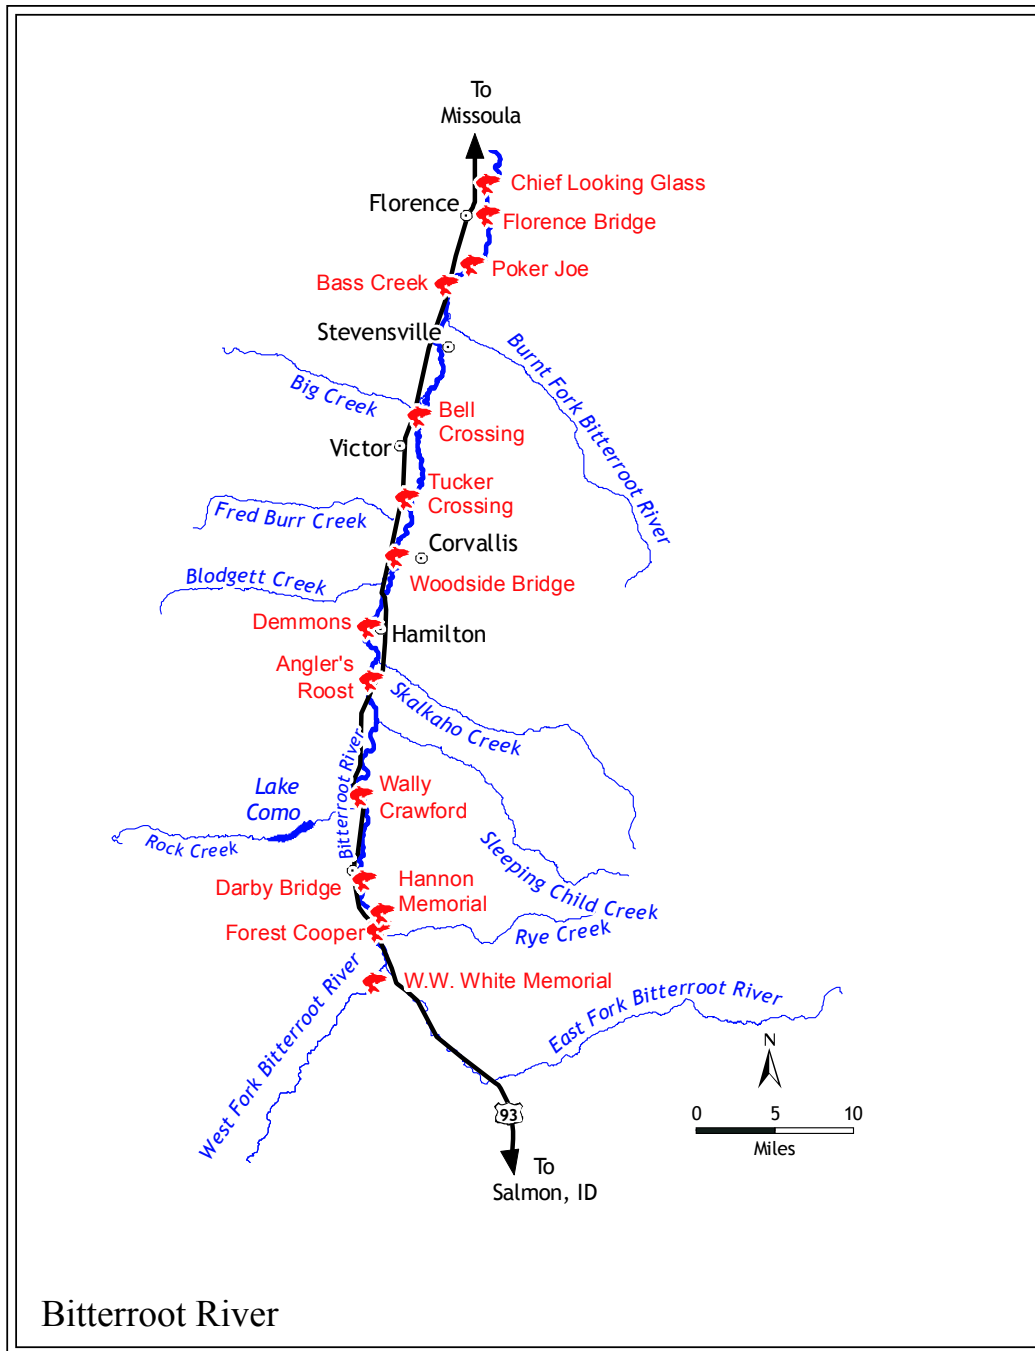 To
Missoula
Chief Looking Glass
Florence
Florence Bridge
Poker Joe
Bass Creek
Stevensville
Burnt Fork Bitterroot River
Big Creek
Bell
Crossing
Victor
Tucker
Crossing
Fred Burr Creek
Corvallis
Blodgett Creek
Woodside Bridge
Demmons
Hamilton
Angler's
Roost
Skalkaho Creek
Bitterroot River
Lake
Como
Wally
Crawford
Rock Creek
Sleeping Child Creek
Darby Bridge
Hannon
Memorial
Forest Cooper
Rye Creek
W.W. White Memorial
West Fork Bitterroot River
East Fork Bitterroot River
N
93
0 5 10
Miles
To
Salmon, ID
Bitterroot River